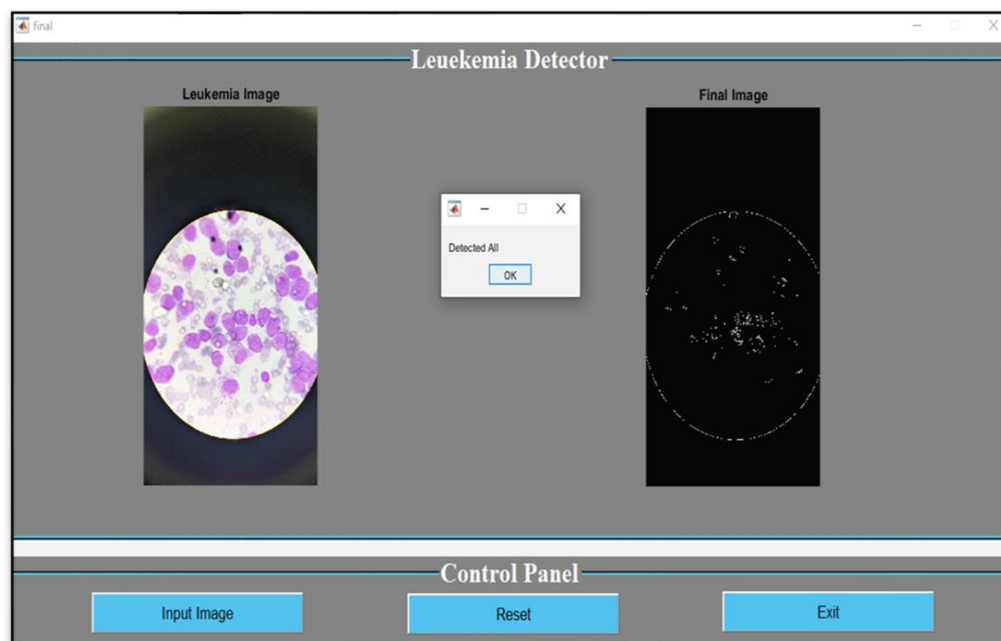 final
Leuekemia Detector
Leukemia Image
Final Image
Detected All
OK
Control Panel
Input Image
Reset
Exit